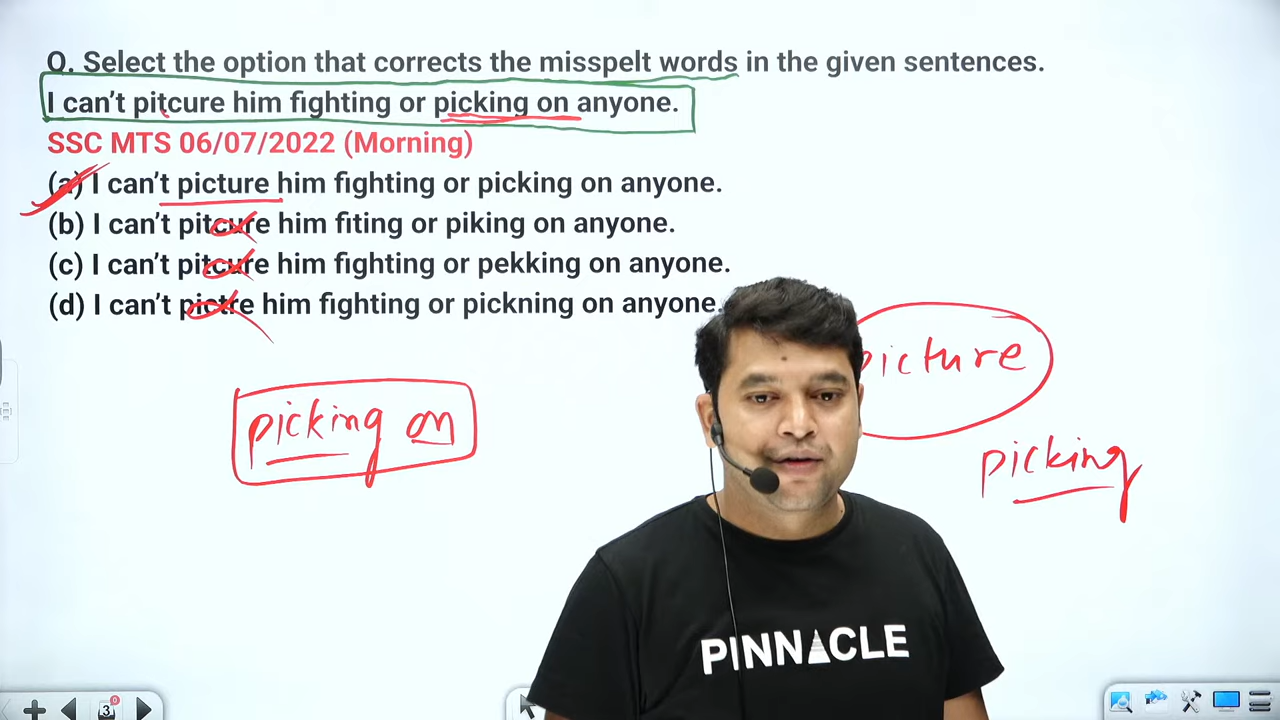 Q. Select the option that corrects the misspelt words in the given sentences.
I can't pitcure him fighting or picking on anyone.
SSC MTS 06/07/2022 (Morning)
(a) I can't picture him fighting or picking on anyone.
(b) I can't pitcure him fiting or piking on anyone.
(c) I can't pitcure him fighting or pekking on anyone.
(d) I can't pictre him fighting or pickning on anyone.
picture
picking on
picking
PINNACLE
3
0